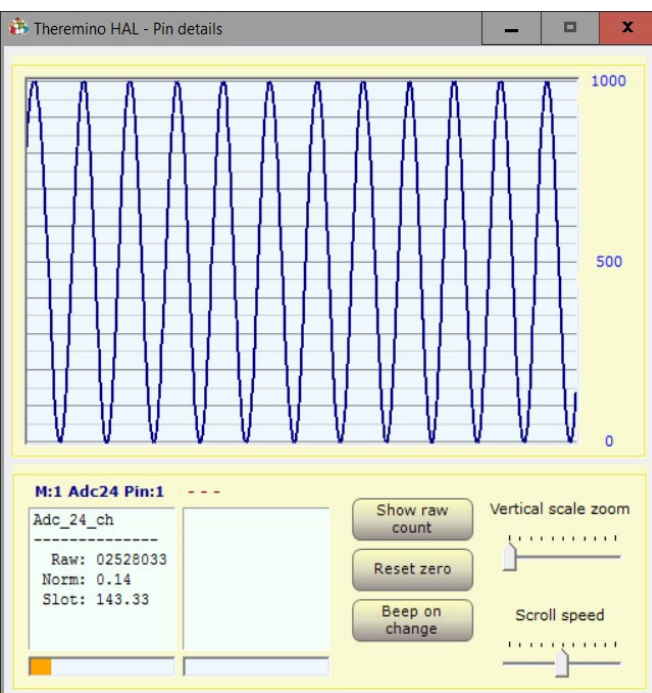 Theremino HAL - Pin details
1000
500
0
M:1 Adc24 Pin:1 - - -
Adc_24_ch
--------------
Raw: 02528033
Norm: 0.14
Slot: 143.33
Show raw
count
Reset zero
Beep on
change
Vertical scale zoom
Scroll speed